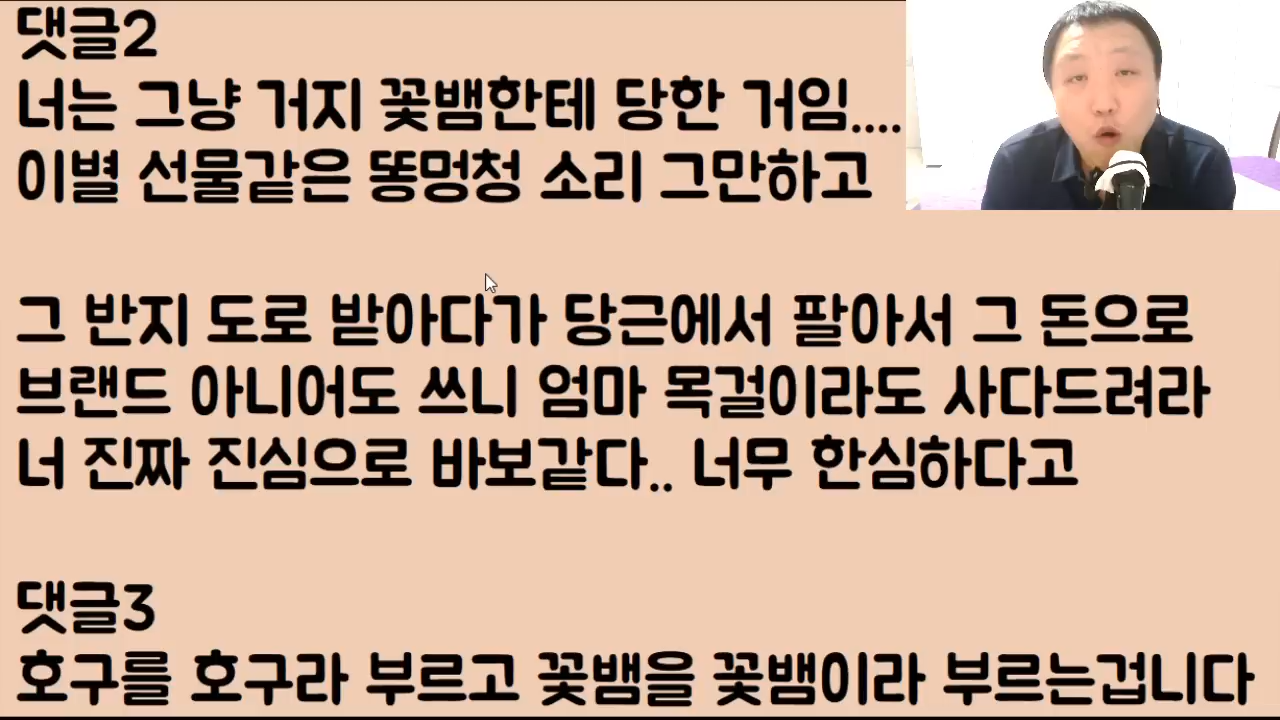 댓글2
너는 그냥 거지 꽃뱀한테 당한 거임....
이별 선물같은 똥멍청 소리 그만하고
그 반지 도로 받아다가 당근에서 팔아서 그 돈으로
브랜드 아니어도 쓰니 엄마 목걸이라도 사다드려라
너 진짜 진심으로 바보같다.. 너무 한심하다고
댓글3
호구를 호구라 부르고 꽃뱀을 꽃뱀이라 부르는겁니다